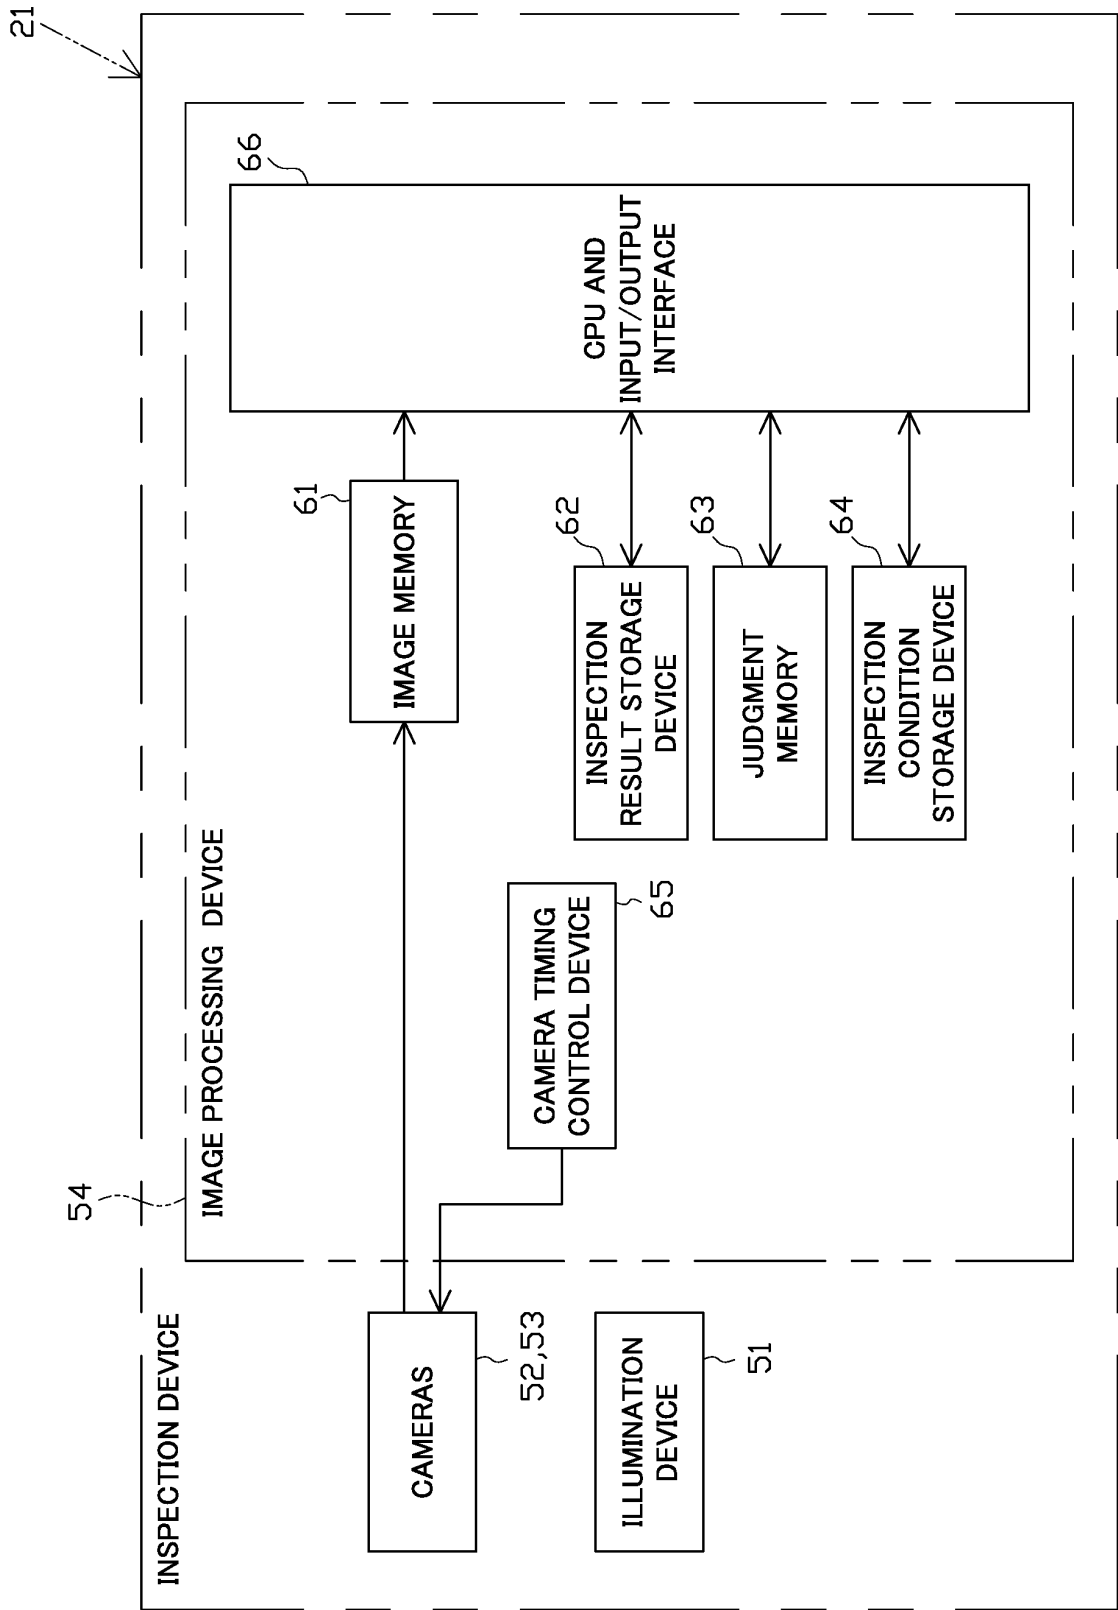 21
INSPECTION DEVICE
54
IMAGE PROCESSING DEVICE
66
CPU AND
INPUT/OUTPUT
INTERFACE
61
IMAGE MEMORY
CAMERAS
52,53
CAMERA TIMING
CONTROL DEVICE
65
62
INSPECTION
RESULT STORAGE
DEVICE
63
JUDGMENT
MEMORY
64
INSPECTION
CONDITION
STORAGE DEVICE
ILLUMINATION
DEVICE
51